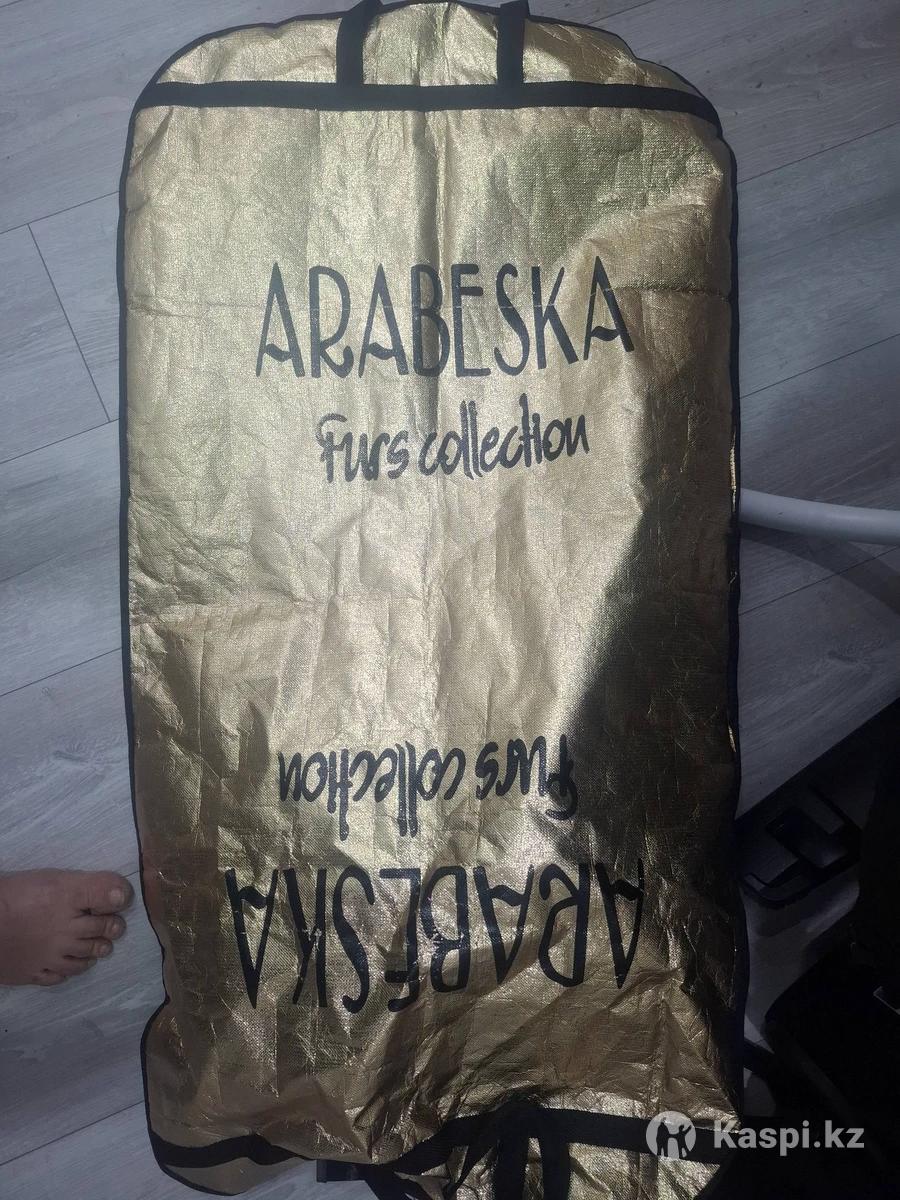 ARABESKA
Furs collection
Furs collection
ARABESKA
Kaspi.kz